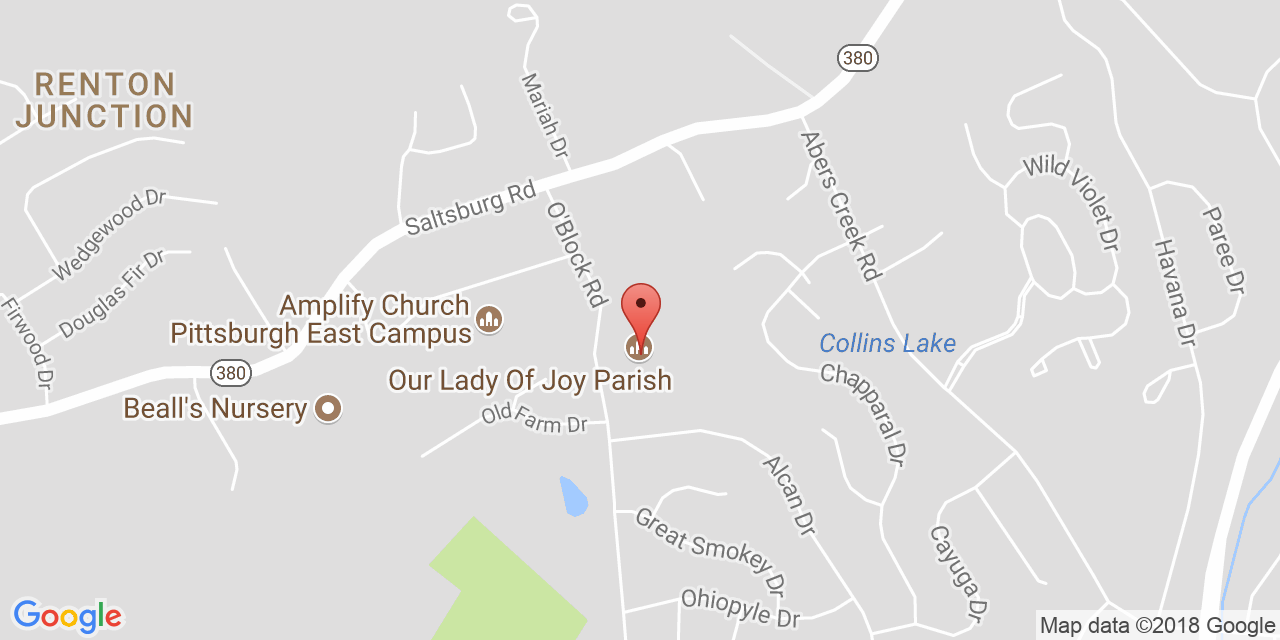 RENTON
JUNCTION
380
Mariah Dr
Abers Creek Rd
Saltsburg Rd
O'Block Rd
Wild Violet Dr
Paree Dr
Havana Dr
Wedgewood Dr
Douglas Fir Dr
Firwood Dr
Amplify Church
Pittsburgh East Campus
Collins Lake
380
Our Lady Of Joy Parish
Beall's Nursery
Old Farm Dr
Chapparal Dr
Alcan Dr
Great Smokey Dr
Cayuga Dr
Ohiopyle Dr
Google
Map data ©2018 Google